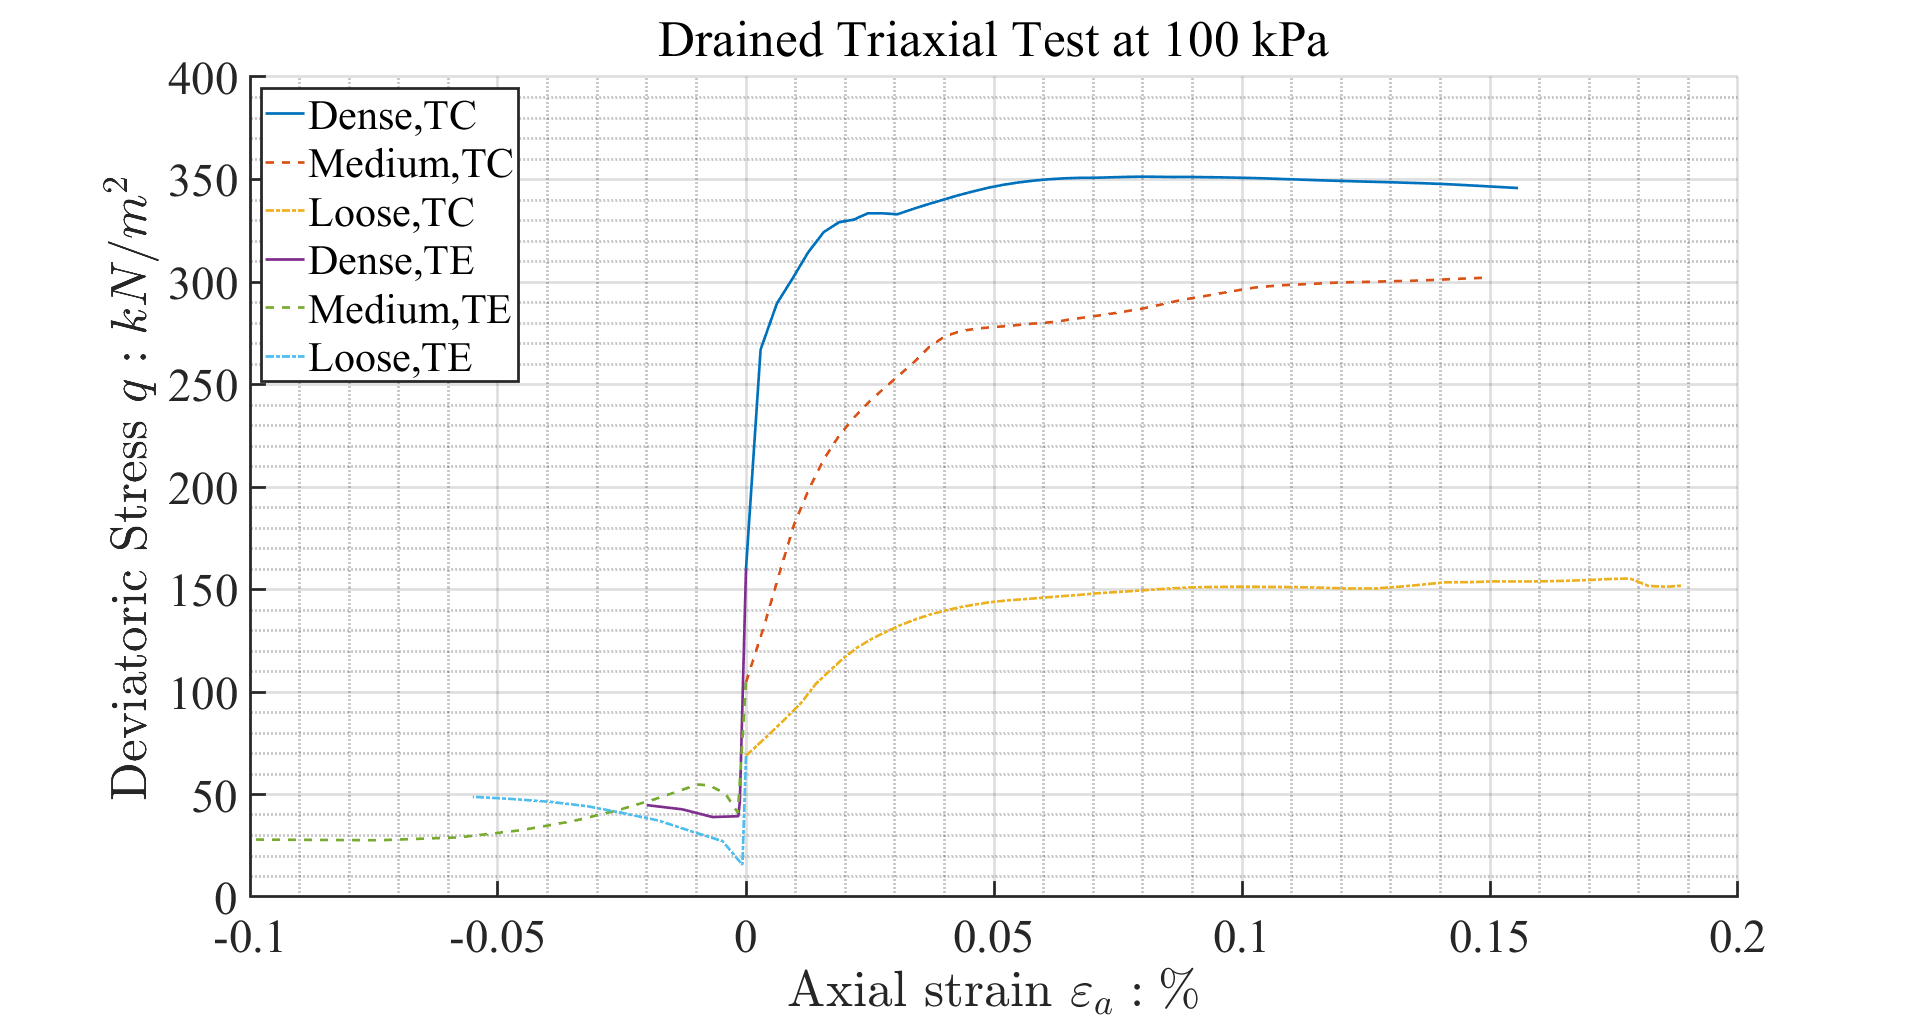 Drained Triaxial Test at 100 kPa
Deviatoric Stress q : kN/m²
400
350
300
250
200
150
100
50
0
Dense,TC
Medium,TC
Loose,TC
Dense,TE
Medium,TE
Loose,TE
-0.1 -0.05 0 0.05 0.1 0.15 0.2
Axial strain εₐ : %